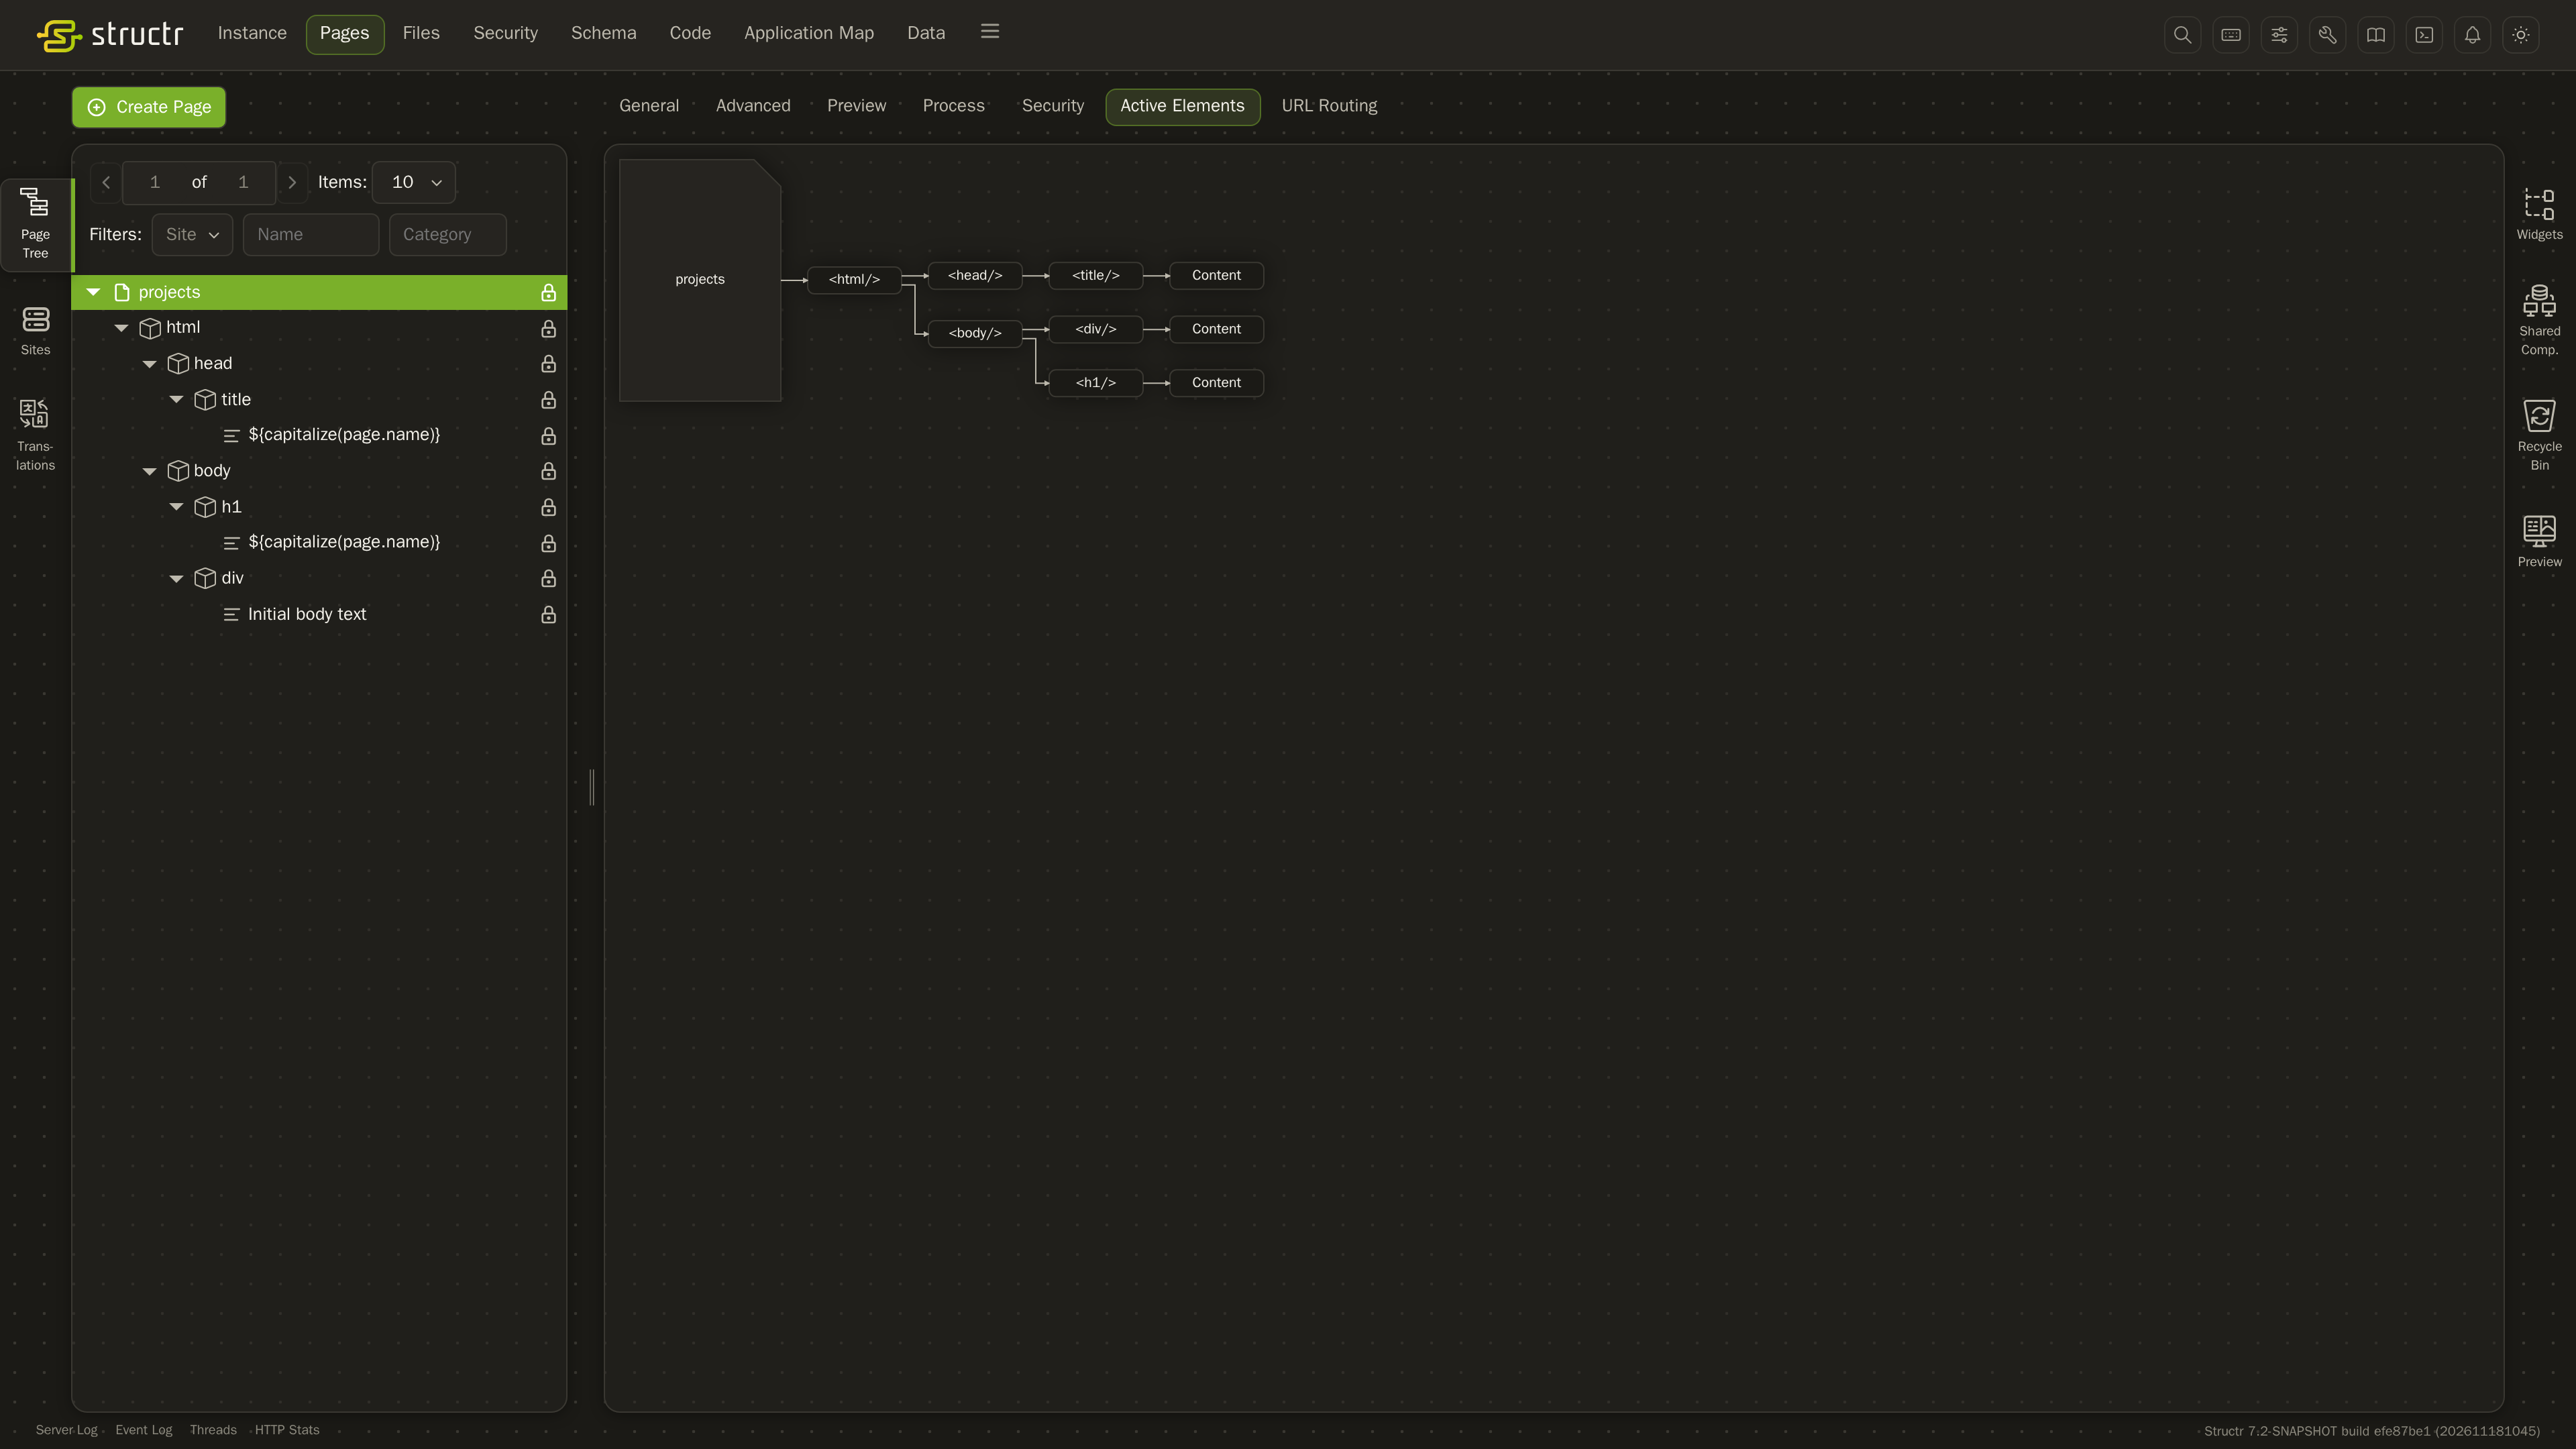 structr Instance Pages Files Security Schema Code Application Map Data
Create Page
General Advanced Preview Process Security Active Elements URL Routing
1 of 1 Items: 10
Filters: Site Name Category
Page
Tree
Sites
Trans-
lations
projects
html
head
title
${capitalize(page.name)}
body
h1
${capitalize(page.name)}
div
Initial body text
projects
<html/>
<head/> <title/> Content
<body/> <div/> Content
<h1/> Content
Widgets
Shared
Comp.
Recycle
Bin
Preview
Server Log Event Log Threads HTTP Stats
Structr 7.2-SNAPSHOT build efe87be1 (202611181045)